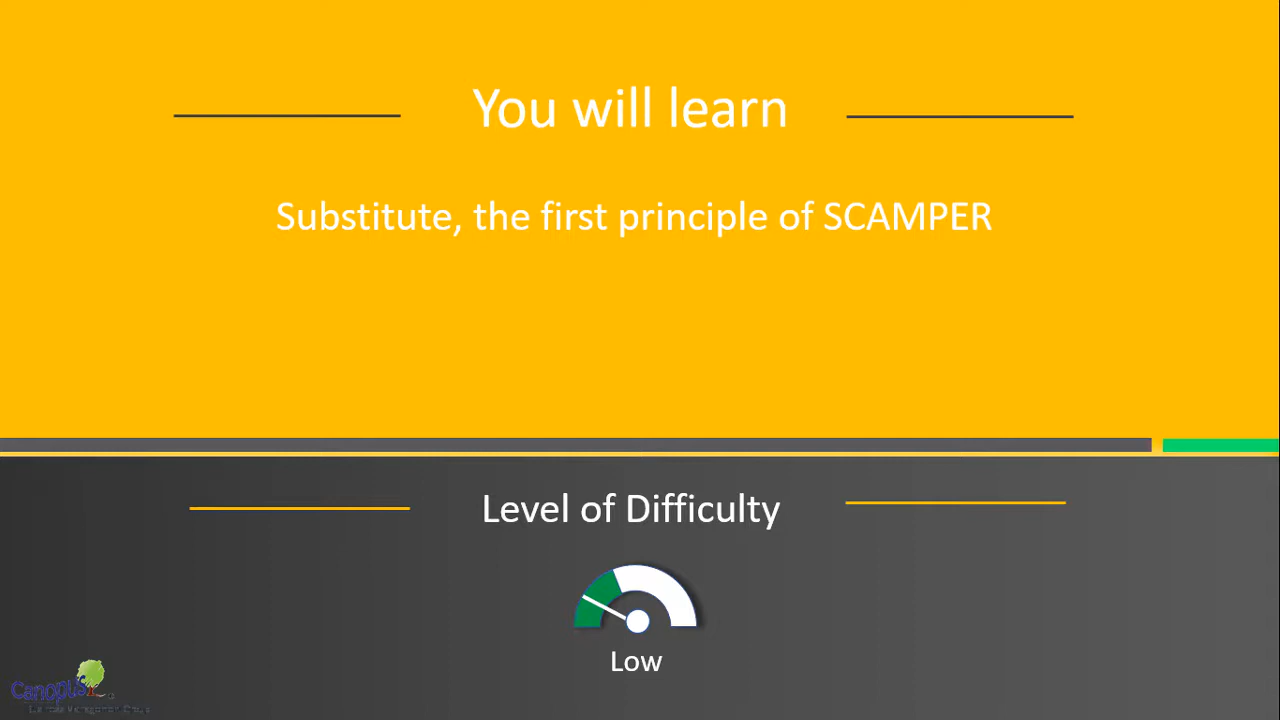 You will learn
Substitute, the first principle of SCAMPER
Level of Difficulty
Low
Canopus